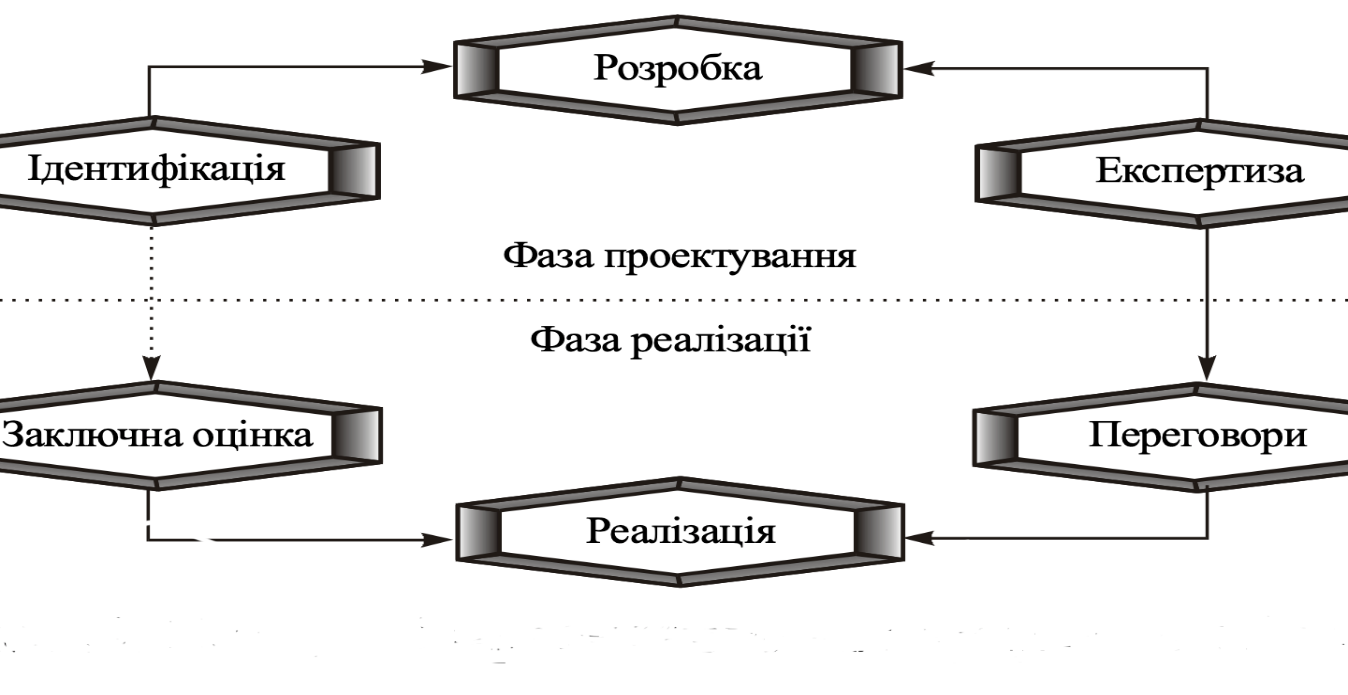 Розробка
Ідентифікація
Експертиза
Фаза проектування
Фаза реалізації
Заключна оцінка
Переговори
Реалізація